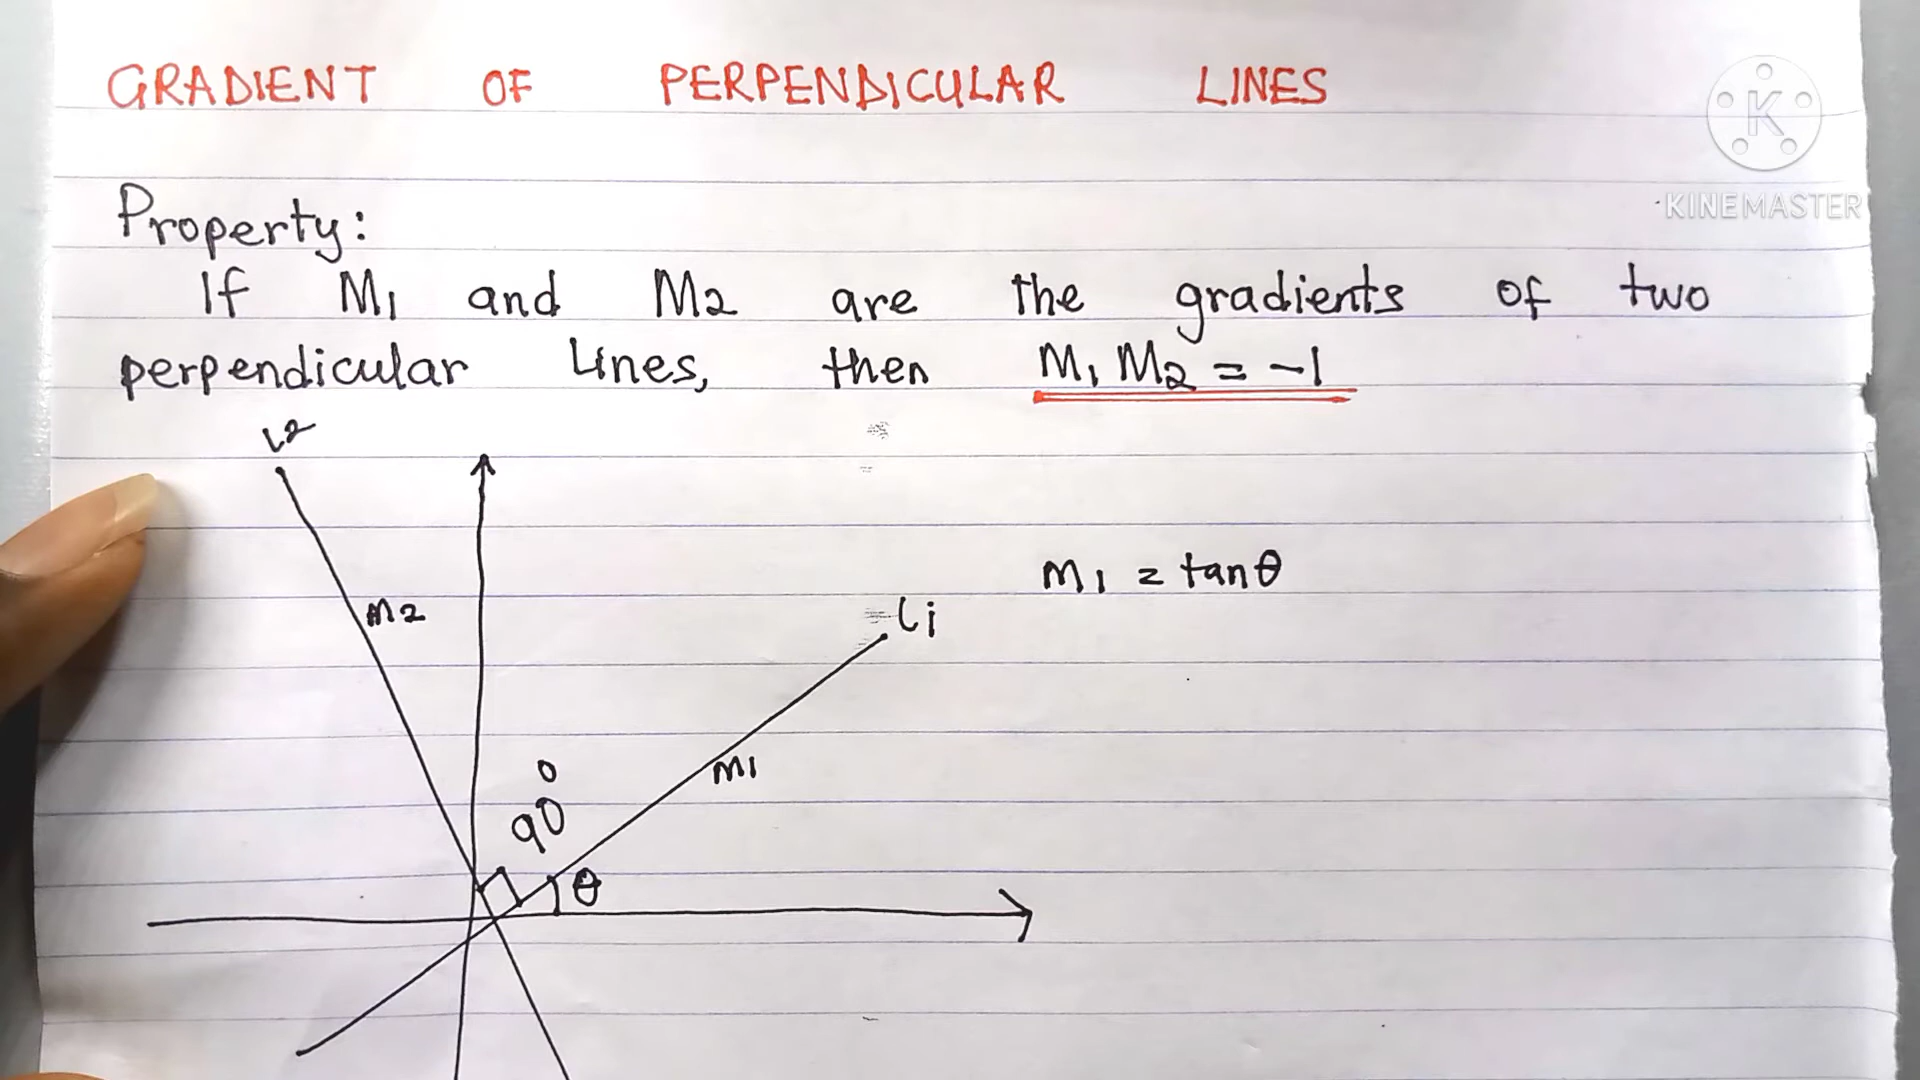 GRADIENT OF PERPENDICULAR LINES
K
KINEMASTER
Property:
If M1 and M2 are the gradients of two
perpendicular Lines, then M1 M2 = -1
L2
M2
m1 = tanθ
Li
m1
90°
θ